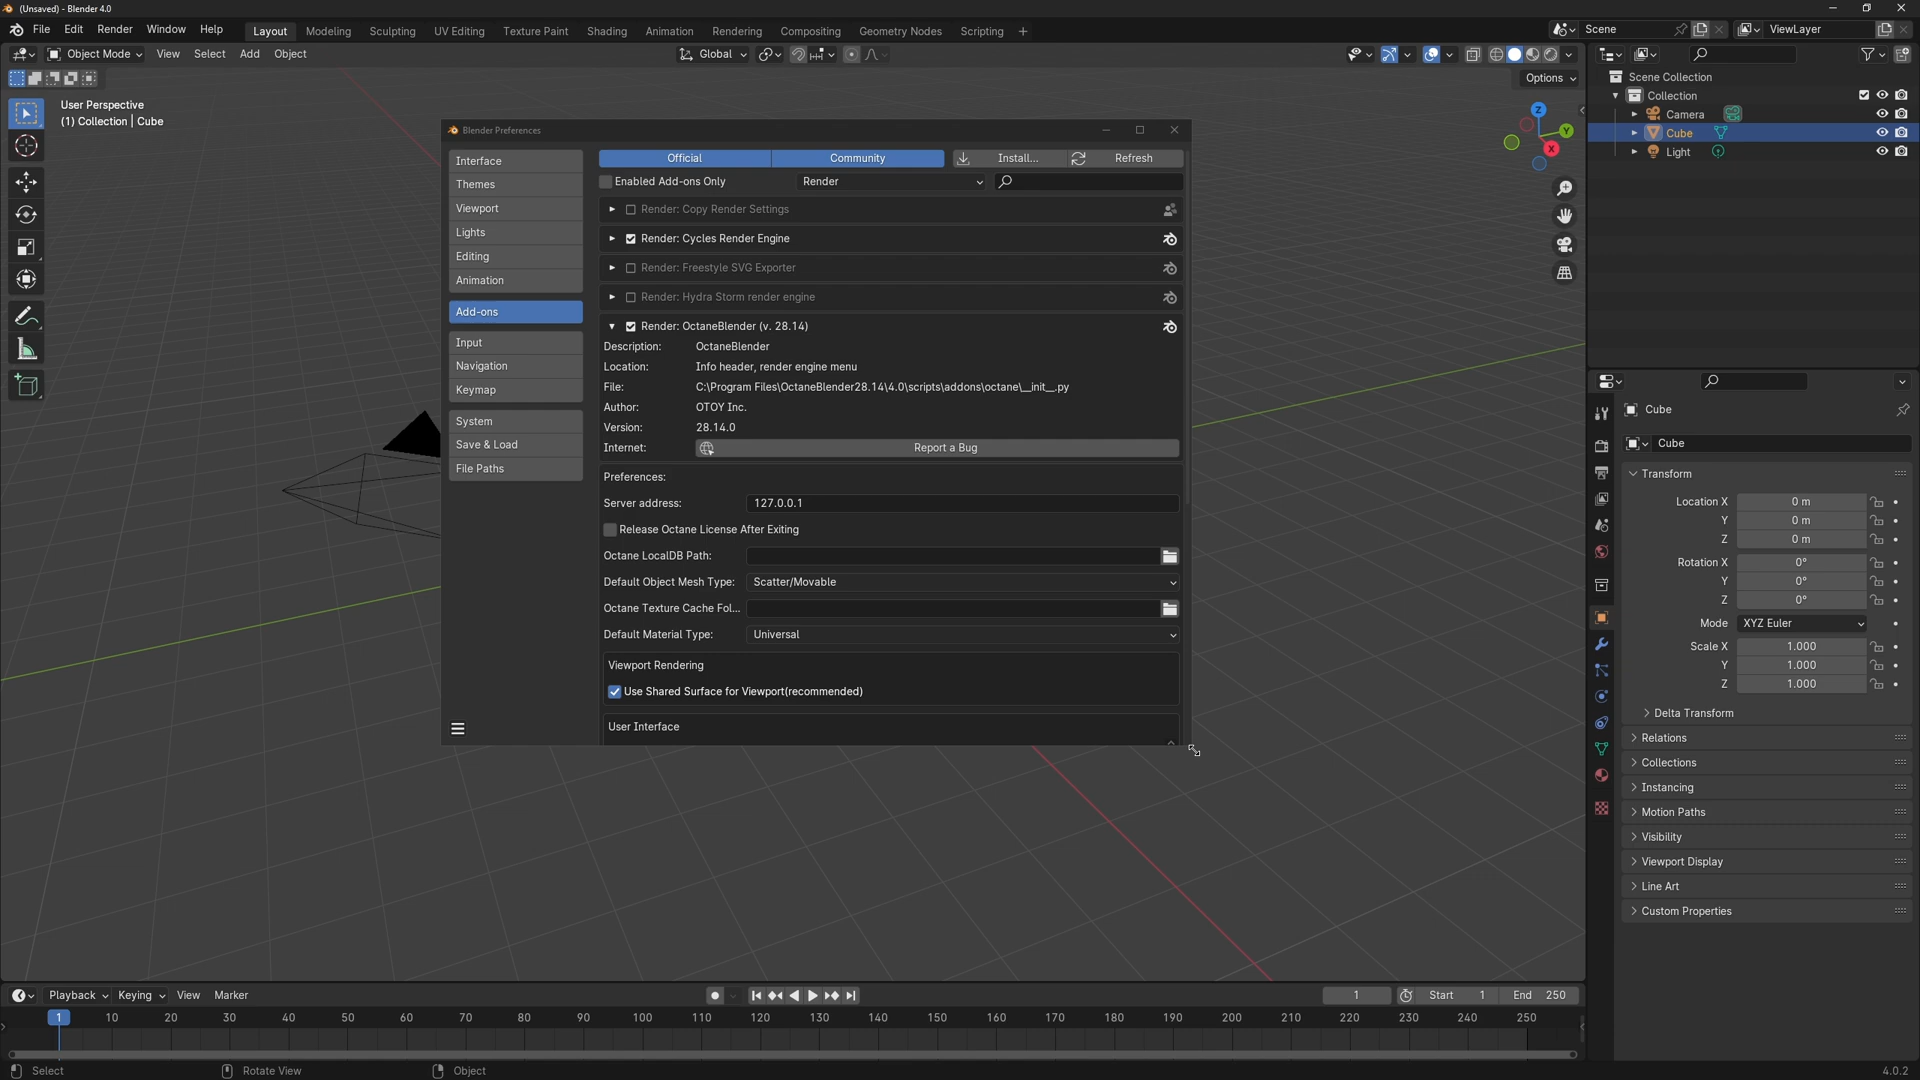 (Unsaved) - Blender 4.0
File Edit Render Window Help Layout Modeling Sculpting UV Editing Texture Paint Shading Animation Rendering Compositing Geometry Nodes Scripting + Scene ViewLayer
Object Mode View Select Add Object Global
Options
User Perspective
(1) Collection | Cube
Z
Y
X
Scene Collection
Collection
Camera
Cube
Light
Blender Preferences
Interface
Themes
Viewport
Lights
Editing
Animation
Add-ons
Input
Navigation
Keymap
System
Save & Load
File Paths
Official Community Install... Refresh
Enabled Add-ons Only Render
Render: Copy Render Settings
Render: Cycles Render Engine
Render: Freestyle SVG Exporter
Render: Hydra Storm render engine
Render: OctaneBlender (v. 28.14)
Description: OctaneBlender
Location: Info header, render engine menu
File: C:\Program Files\OctaneBlender28.14\4.0\scripts\addons\octane\__init__.py
Author: OTOY Inc.
Version: 28.14.0
Internet: Report a Bug
Preferences:
Server address: 127.0.0.1
Release Octane License After Exiting
Octane LocalDB Path:
Default Object Mesh Type: Scatter/Movable
Octane Texture Cache Fol...
Default Material Type: Universal
Viewport Rendering
Use Shared Surface for Viewport(recommended)
User Interface
Cube
Cube
Transform
Location X 0 m
Y 0 m
Z 0 m
Rotation X 0°
Y 0°
Z 0°
Mode XYZ Euler
Scale X 1.000
Y 1.000
Z 1.000
Delta Transform
Relations
Collections
Instancing
Motion Paths
Visibility
Viewport Display
Line Art
Custom Properties
Playback Keying View Marker 1 Start 1 End 250
1 10 20 30 40 50 60 70 80 90 100 110 120 130 140 150 160 170 180 190 200 210 220 230 240 250
Select Rotate View Object 4.0.2